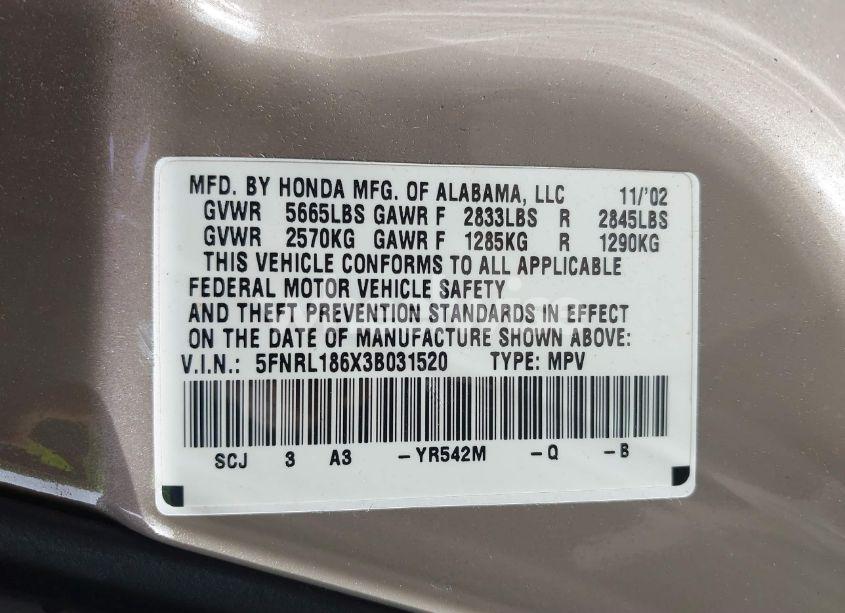 MFD. BY HONDA MFG. OF ALABAMA, LLC 11/'02
GVWR 5665LBS GAWR F 2833LBS R 2845LBS
GVWR 2570KG GAWR F 1285KG R 1290KG
THIS VEHICLE CONFORMS TO ALL APPLICABLE
FEDERAL MOTOR VEHICLE SAFETY
AND THEFT PREVENTION STANDARDS IN EFFECT
ON THE DATE OF MANUFACTURE SHOWN ABOVE:
V.I.N.: 5FNRL186X3B031520 TYPE: MPV
SCJ 3 A3 -YR542M -Q -B